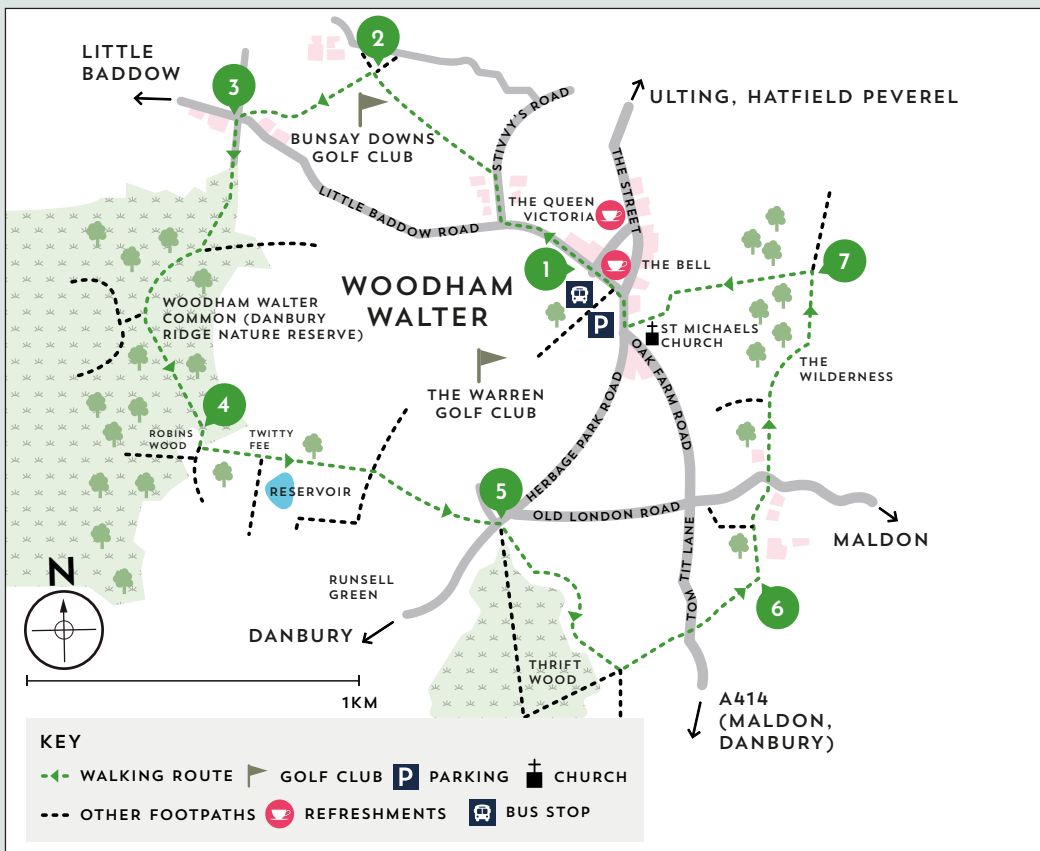 2
LITTLE
BADDOW
3
ULTING, HATFIELD PEVEREL
STIVVY'S ROAD
BUNSAY DOWNS
GOLF CLUB
THE STREET
LITTLE BADDOW ROAD
THE QUEEN
VICTORIA
1
THE BELL
7
WOODHAM
WALTER
WOODHAM WALTER
COMMON (DANBURY
RIDGE NATURE RESERVE)
P
ST MICHAELS
CHURCH
OAK FARM ROAD
THE
WILDERNESS
THE WARREN
GOLF CLUB
HERBAGE PARK ROAD
4
ROBINS
WOOD
TWITTY
FEE
RESERVOIR
5
OLD LONDON ROAD
MALDON
TOM TIT LANE
N
RUNSELL
GREEN
DANBURY
6
THRIFT
WOOD
1KM
A414
(MALDON,
DANBURY)
KEY
WALKING ROUTE
GOLF CLUB
P PARKING
CHURCH
OTHER FOOTPATHS
REFRESHMENTS
BUS STOP